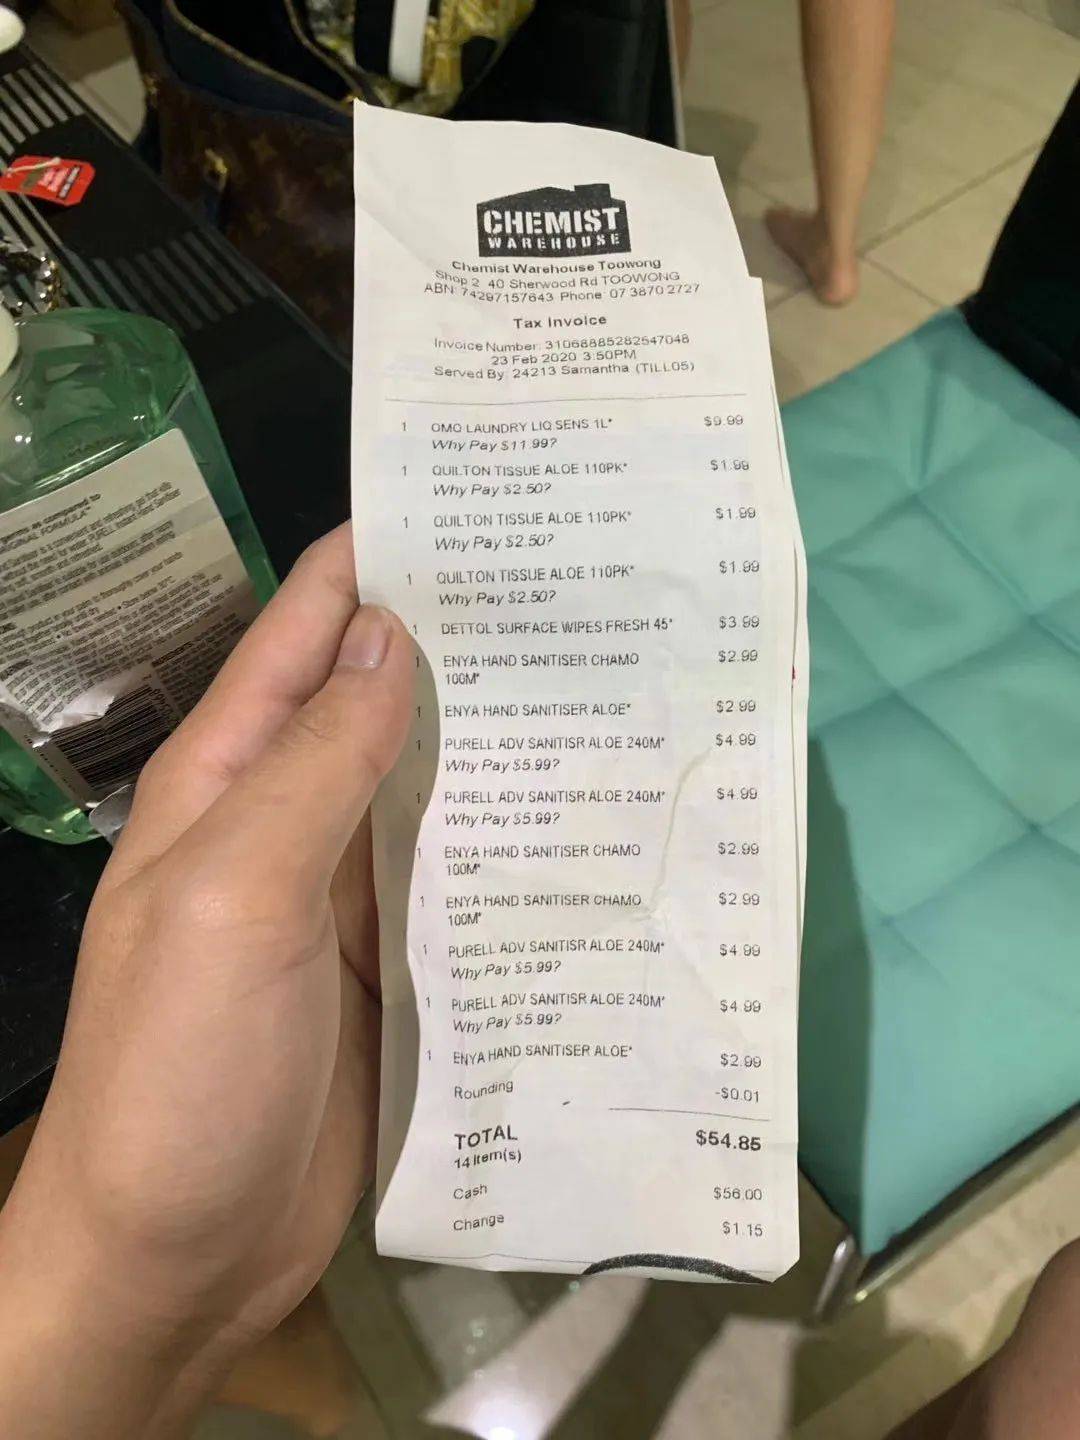 CHEMIST
WAREHOUSE
Chemist Warehouse Toowong
Shop 2 40 Sherwood Rd TOOWONG
ABN: 74297157643 Phone: 07 3870 2727
Tax Invoice
Invoice Number: 31068885282547048
23 Feb 2020 3:50PM
Served By: 24213 Samantha (TILL05)
1 OMO LAUNDRY LIQ SENS 1L* $9.99
Why Pay $11.99?
1 QUILTON TISSUE ALOE 110PK* $1.99
Why Pay $2.50?
1 QUILTON TISSUE ALOE 110PK* $1.99
Why Pay $2.50?
1 QUILTON TISSUE ALOE 110PK* $1.99
Why Pay $2.50?
1 DETTOL SURFACE WIPES FRESH 45* $3.99
1 ENYA HAND SANITISER CHAMO $2.99
100M*
1 ENYA HAND SANITISER ALOE* $2.99
1 PURELL ADV SANITISR ALOE 240M* $4.99
Why Pay $5.99?
1 PURELL ADV SANITISR ALOE 240M* $4.99
Why Pay $5.99?
1 ENYA HAND SANITISER CHAMO $2.99
100M*
1 ENYA HAND SANITISER CHAMO $2.99
100M*
1 PURELL ADV SANITISR ALOE 240M* $4.99
Why Pay $5.99?
1 PURELL ADV SANITISR ALOE 240M* $4.99
Why Pay $5.99?
1 ENYA HAND SANITISER ALOE* $2.99
Rounding -$0.01
TOTAL $54.85
14 Item(s)
Cash $56.00
Change $1.15
as compared to
FORMULA